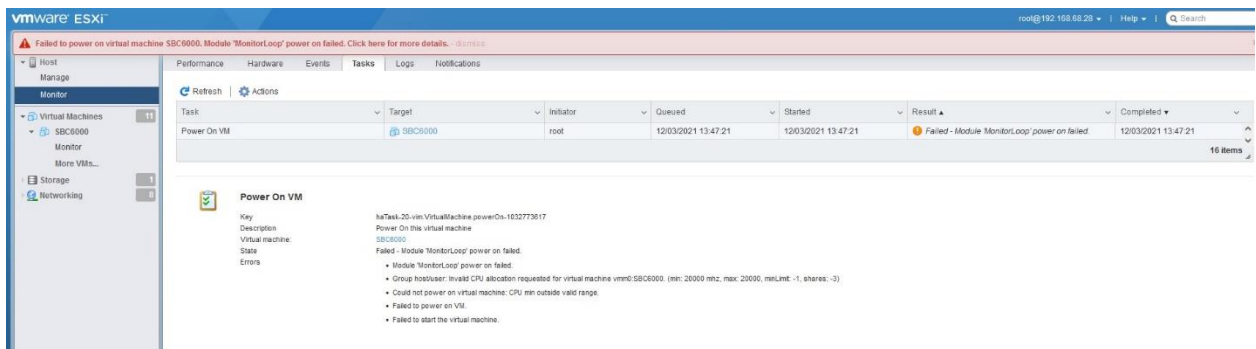 vmware ESXi
root@192.168.68.28 | Help | Search
Failed to power on virtual machine SBC6000. Module 'MonitorLoop' power on failed. Click here for more details. - dismiss
Host
Manage
Monitor
Virtual Machines 11
SBC6000
Monitor
More VMs...
Storage 1
Networking
Performance Hardware Events Tasks Logs Notifications
Refresh | Actions
Task Target Initiator Queued Started Result Completed
Power On VM SBC6000 root 12/03/2021 13:47:21 12/03/2021 13:47:21 Failed - Module 'MonitorLoop' power on failed. 12/03/2021 13:47:21
16 items
Power On VM
Key haTask-20-vim.VirtualMachine.powerOn-1032773617
Description Power On this virtual machine
Virtual machine: SBC6000
State Failed - Module 'MonitorLoop' power on failed.
Errors
• Module 'MonitorLoop' power on failed.
• Group host/user: Invalid CPU allocation requested for virtual machine vmm0:SBC6000. (min: 20000 mhz, max: 20000, minLimit: -1, shares: -3)
• Could not power on virtual machine: CPU min outside valid range.
• Failed to power on VM.
• Failed to start the virtual machine.